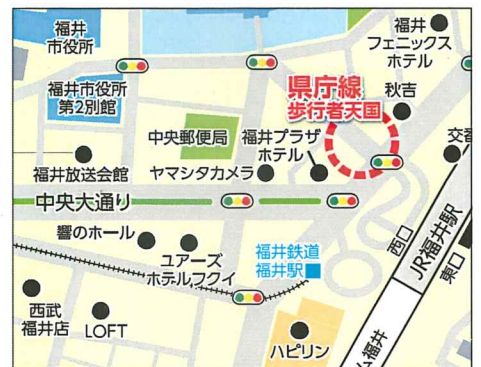 福井
市役所
福井
フェニックス
ホテル
県庁線
歩行者天国
秋吉
福井市役所
第2別館
中央郵便局
福井プラザ
ホテル
交番
福井放送会館
ヤマシタカメラ
中央大通り
響のホール
ユアーズ
ホテルフクイ
福井鉄道
福井駅
西口
JR福井駅
東口
西武
福井店
LOFT
ハピリン
ム福井